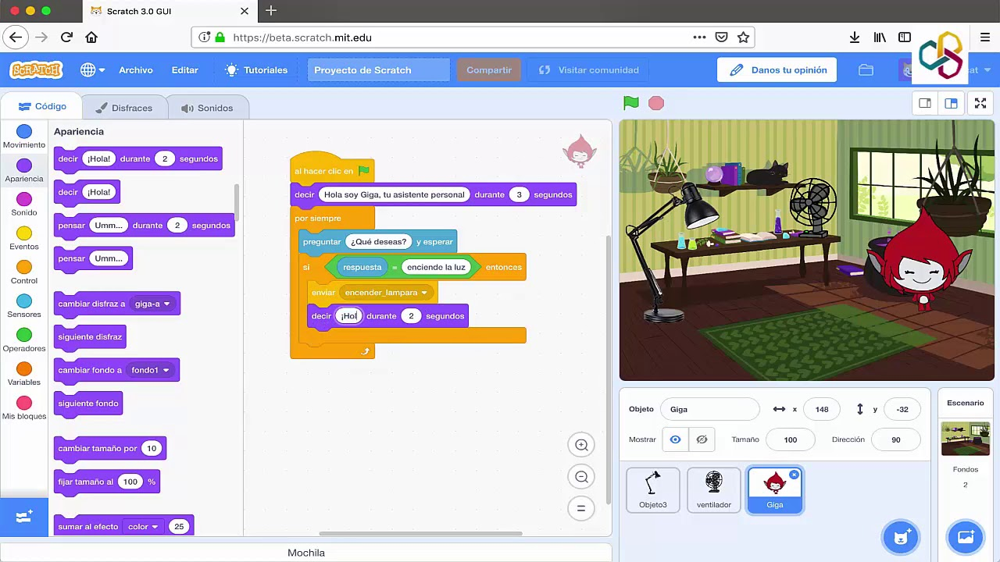 Scratch 3.0 GUI
https://beta.scratch.mit.edu
SCRATCH
Archivo
Editar
Tutoriales
Proyecto de Scratch
Compartir
Visitar comunidad
Danos tu opinión
Código
Disfraces
Sonidos
Movimiento
Apariencia
Sonido
Eventos
Control
Sensores
Operadores
Variables
Mis bloques
Apariencia
decir ¡Hola! durante 2 segundos
decir ¡Hola!
pensar Umm... durante 2 segundos
pensar Umm...
cambiar disfraz a giga-a
siguiente disfraz
cambiar fondo a fondo1
siguiente fondo
cambiar tamaño por 10
fijar tamaño al 100 %
sumar al efecto color 25
al hacer clic en
decir Hola soy Giga, tu asistente personal durante 3 segundos
por siempre
preguntar ¿Qué deseas? y esperar
si respuesta = enciende la luz entonces
enviar encender_lampara
decir ¡Hol durante 2 segundos
Mochila
Objeto Giga x 148 y -32
Mostrar Tamaño 100 Dirección 90
Objeto3
ventilador
Giga
Escenario
Fondos
2